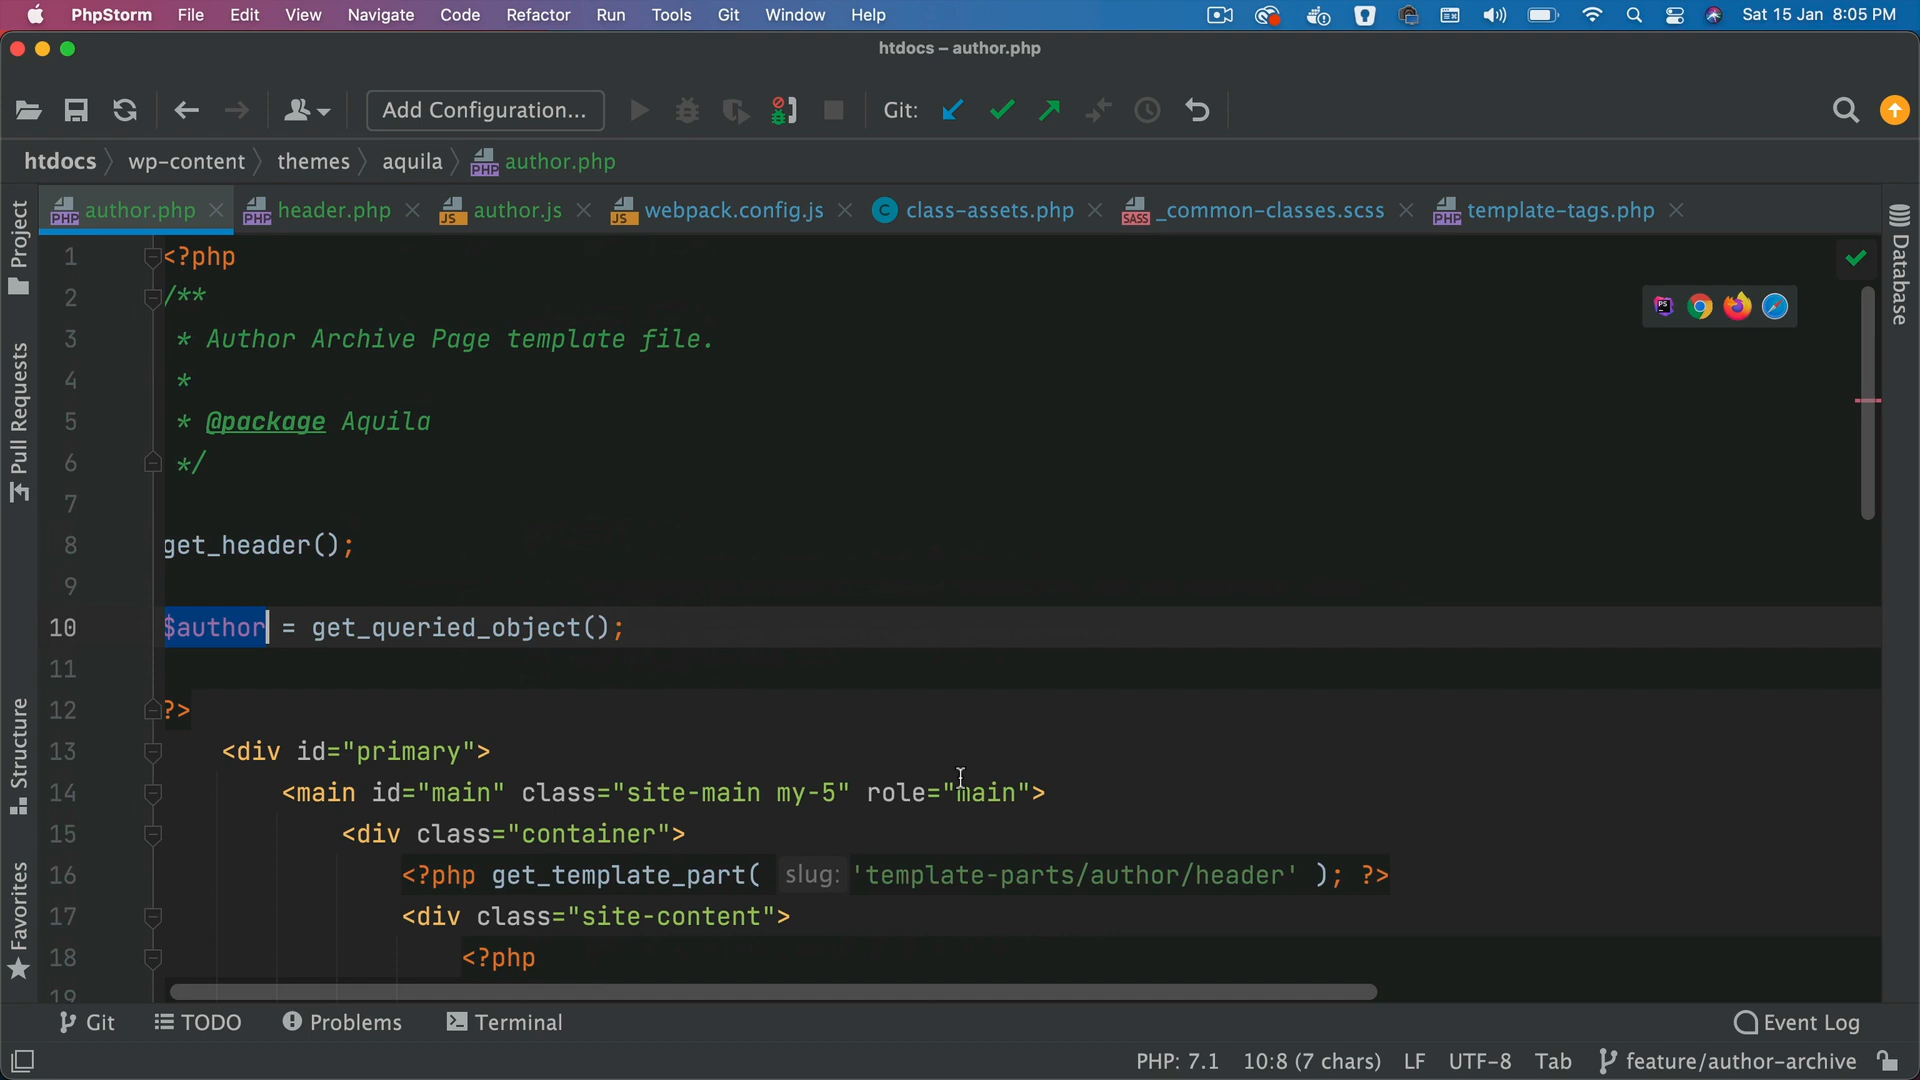 PhpStorm File Edit View Navigate Code Refactor Run Tools Git Window Help Sat 15 Jan 8:05 PM
htdocs – author.php
Add Configuration... Git:
htdocs wp-content themes aquila author.php
author.php header.php author.js webpack.config.js class-assets.php _common-classes.scss template-tags.php
Project
Pull Requests
Structure
Favorites
Database
1 <?php
2 /**
3 * Author Archive Page template file.
4 *
5 * @package Aquila
6 */
7
8 get_header();
9
10 $author = get_queried_object();
11
12 ?>
13 <div id="primary">
14 <main id="main" class="site-main my-5" role="main">
15 <div class="container">
16 <?php get_template_part( slug: 'template-parts/author/header' ); ?>
17 <div class="site-content">
18 <?php
19
Git TODO Problems Terminal Event Log
PHP: 7.1 10:8 (7 chars) LF UTF-8 Tab feature/author-archive